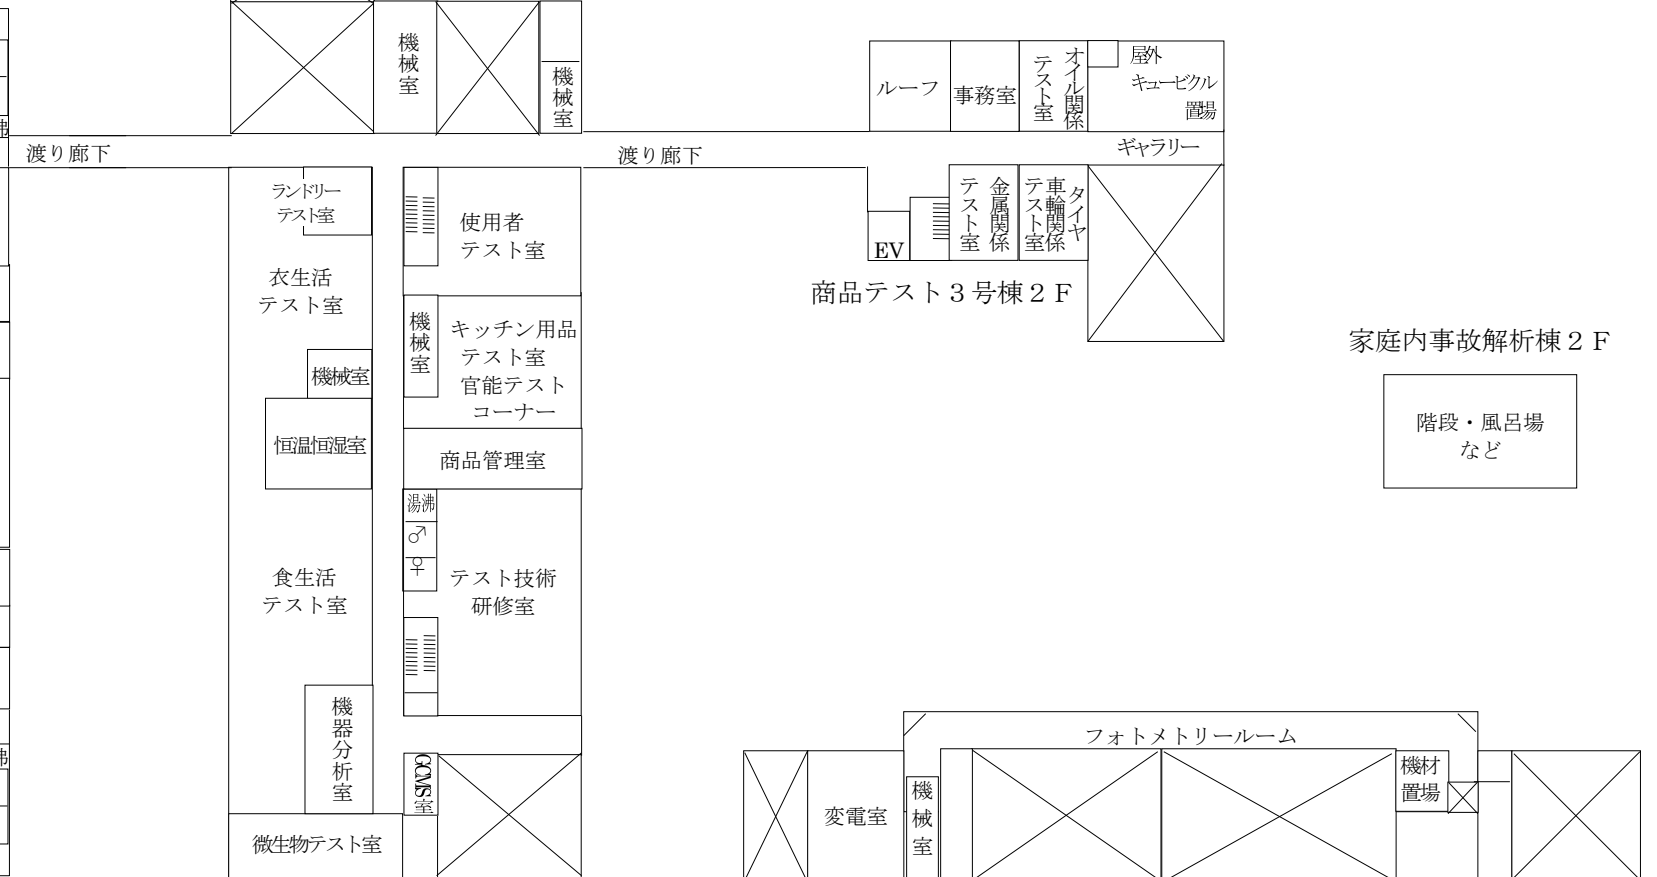 機械室
機械室
渡り廊下
ランドリー
テスト室
衣生活
テスト室
機械室
恒温恒湿室
食生活
テスト室
機器分析室
微生物テスト室
使用者
テスト室
機械室
キッチン用品
テスト室
官能テスト
コーナー
商品管理室
湯沸
♂
♀
テスト技術
研修室
GCMS室
渡り廊下
ルーフ
事務室
オイル関係
テスト室
屋外
キュービクル
置場
ギャラリー
EV
金属関係
テスト室
タイヤ
車輪関係
テスト室
商品テスト3号棟2F
家庭内事故解析棟2F
階段・風呂場
など
フォトメトリールーム
変電室
機械室
機材
置場
沸
沸